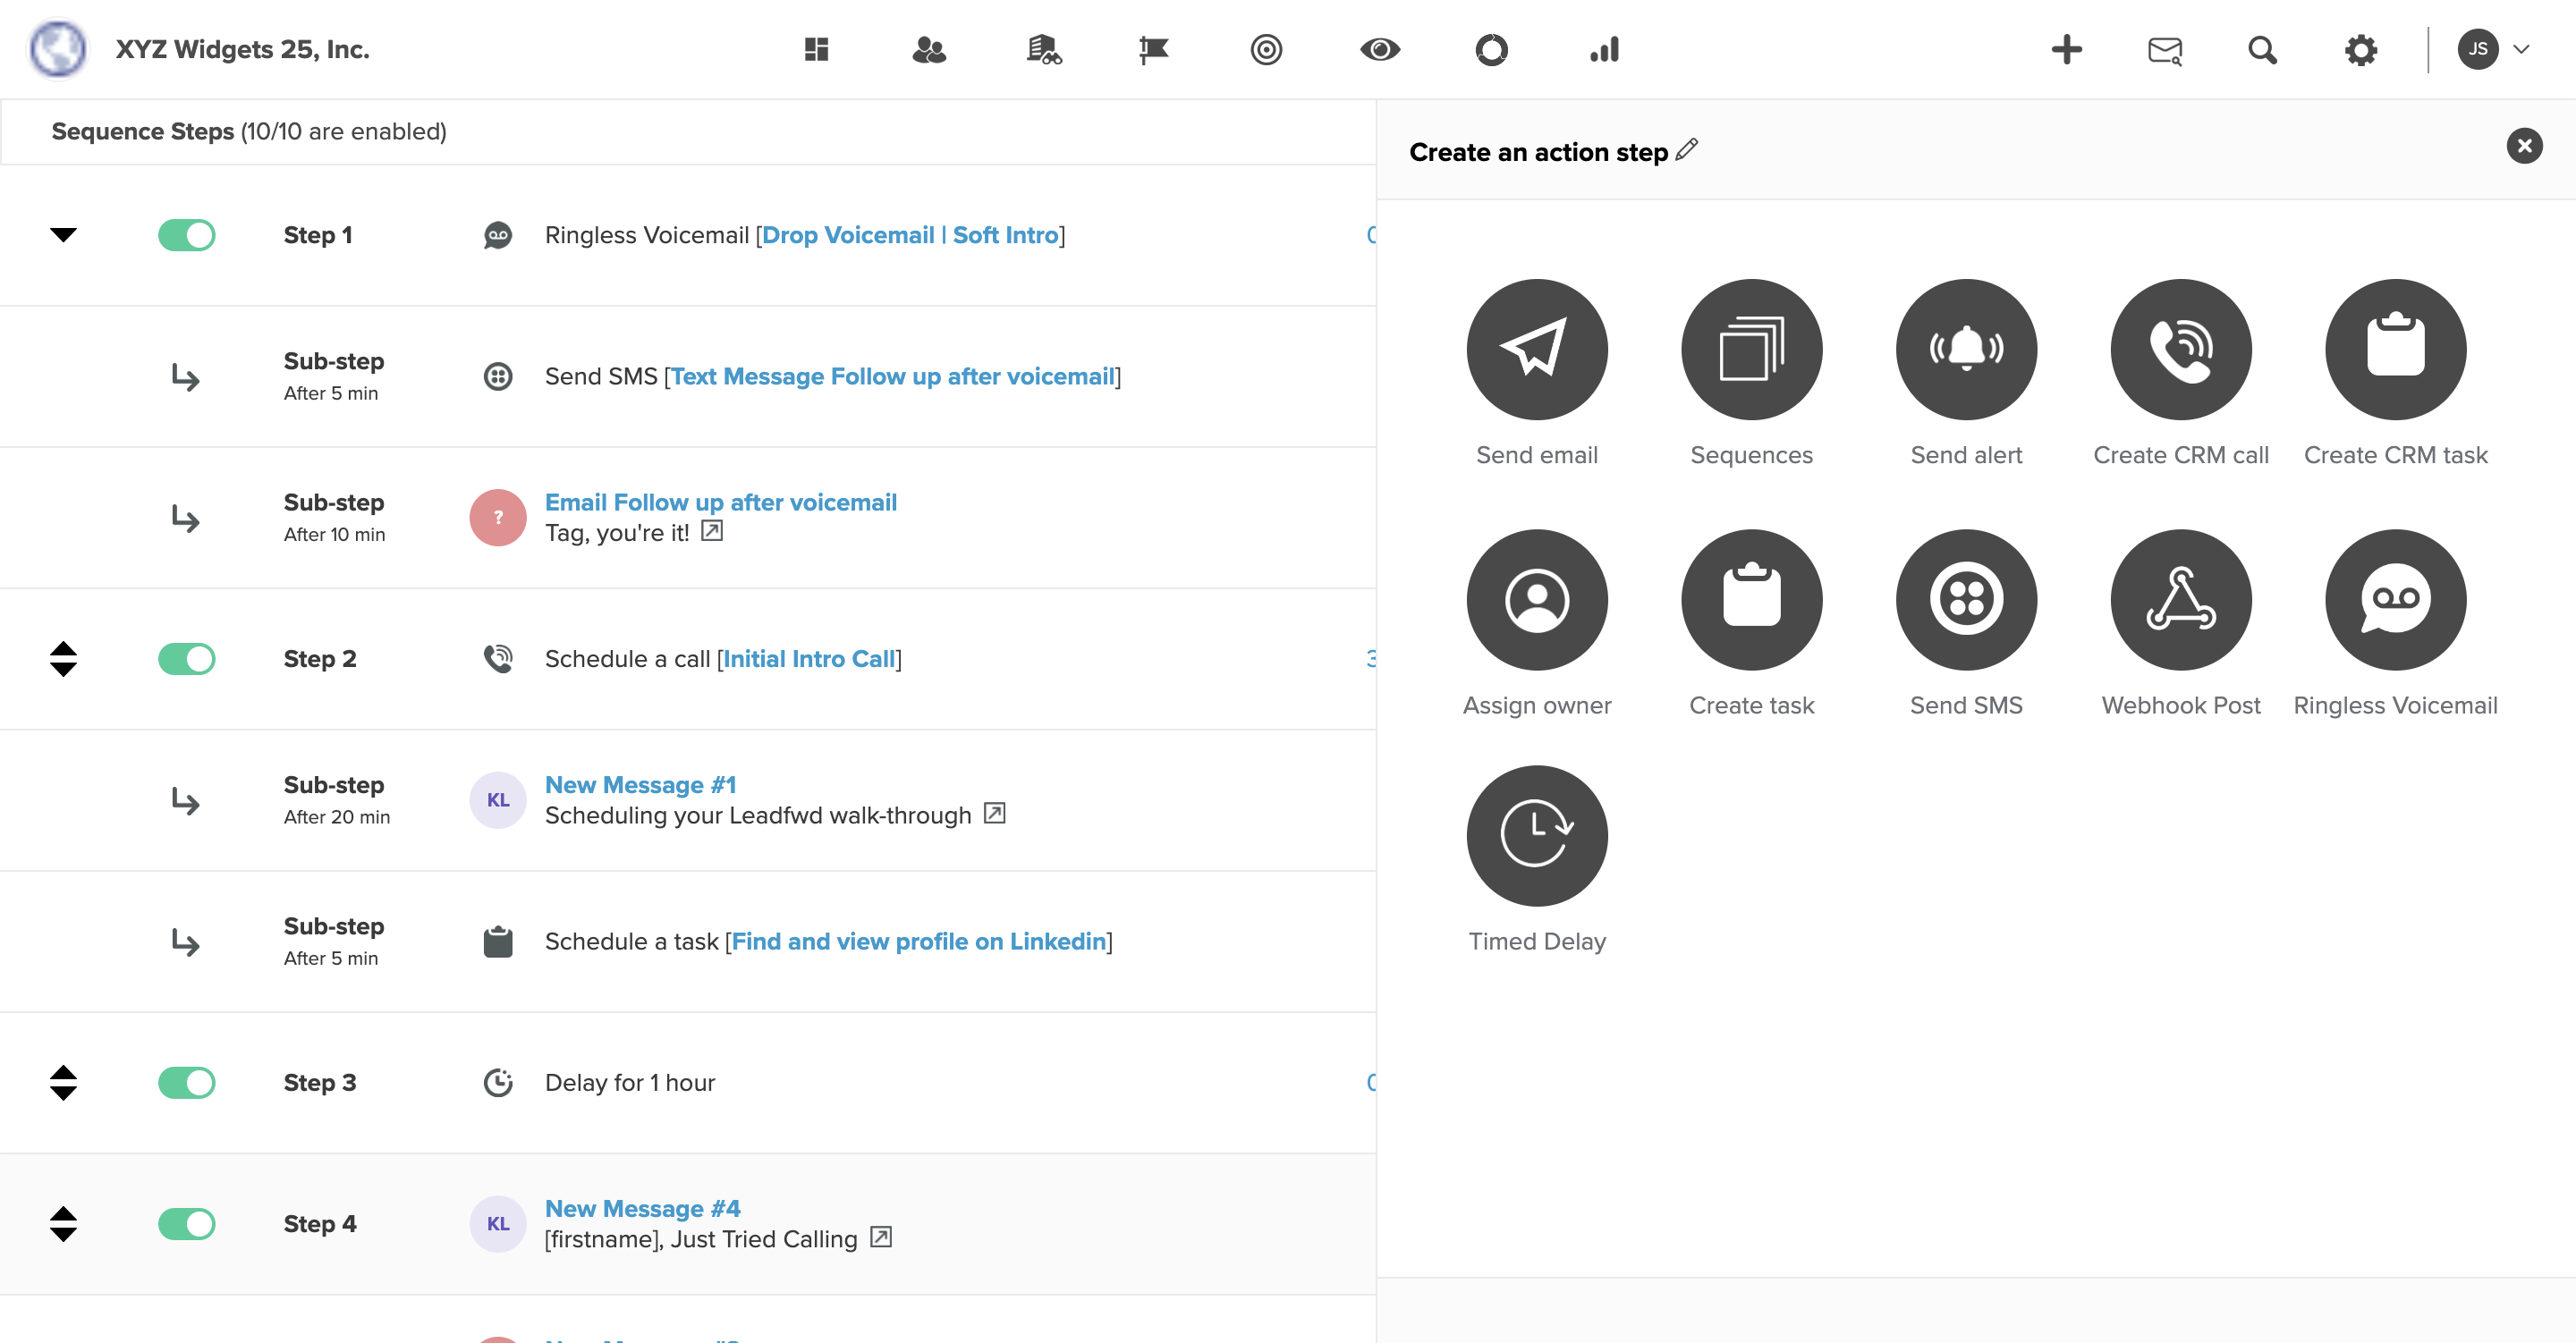 XYZ Widgets 25, Inc.
JS
Sequence Steps (10/10 are enabled)
Step 1
Ringless Voicemail [Drop Voicemail | Soft Intro]
Sub-step
After 5 min
Send SMS [Text Message Follow up after voicemail]
Sub-step
After 10 min
?
Email Follow up after voicemail
Tag, you're it!
Step 2
Schedule a call [Initial Intro Call]
Sub-step
After 20 min
KL
New Message #1
Scheduling your Leadfwd walk-through
Sub-step
After 5 min
Schedule a task [Find and view profile on Linkedin]
Step 3
Delay for 1 hour
Step 4
KL
New Message #4
[firstname], Just Tried Calling
Create an action step
Send email
Sequences
Send alert
Create CRM call
Create CRM task
Assign owner
Create task
Send SMS
Webhook Post
Ringless Voicemail
Timed Delay